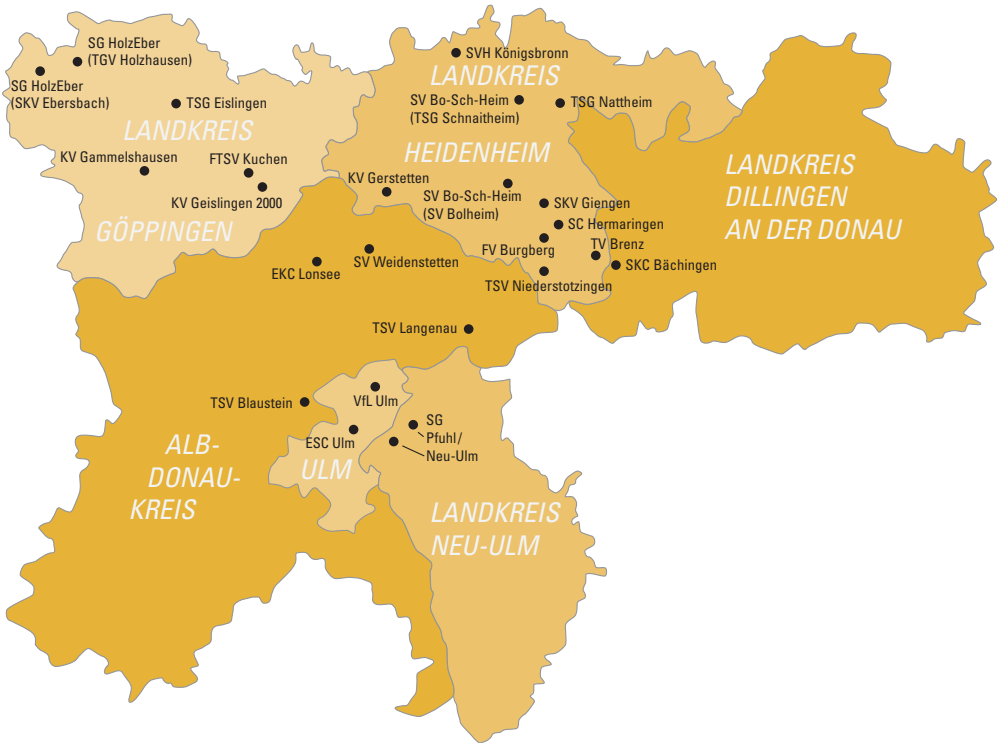 SG HolzEber
(TGV Holzhausen)
SG HolzEber
(SKV Ebersbach)
TSG Eislingen
LANDKREIS
KV Gammelshausen
FTSV Kuchen
KV Geislingen 2000
GÖPPINGEN
SVH Königsbronn
LANDKREIS
SV Bo-Sch-Heim
(TSG Schnaitheim)
TSG Nattheim
HEIDENHEIM
KV Gerstetten
SV Bo-Sch-Heim
(SV Bolheim)
SKV Giengen
SC Hermaringen
FV Burgberg
TV Brenz
SKC Bächingen
TSV Niederstotzingen
LANDKREIS
DILLINGEN
AN DER DONAU
SV Weidenstetten
EKC Lonsee
TSV Langenau
TSV Blaustein
VfL Ulm
ESC Ulm
ULM
SG
Pfuhl/
Neu-Ulm
ALB-
DONAU-
KREIS
LANDKREIS
NEU-ULM